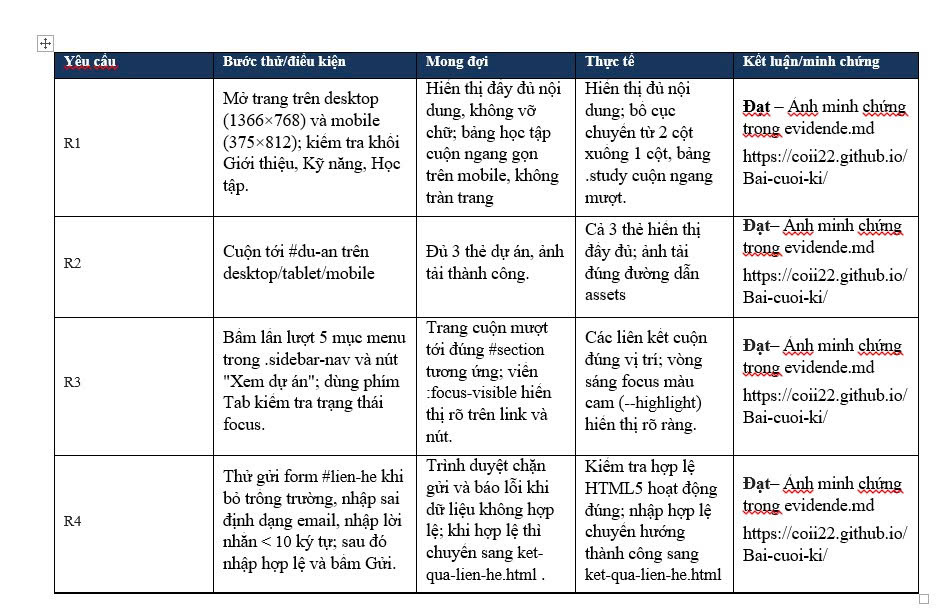 Yêu cầu
Bước thử/điều kiện
Mong đợi
Thực tế
Kết luận/minh chứng
R1
Mở trang trên desktop
(1366×768) và mobile
(375×812); kiểm tra khối
Giới thiệu, Kỹ năng, Học
tập.
Hiển thị đầy đủ nội
dung, không vỡ
chữ; bảng học tập
cuộn ngang gọn
trên mobile, không
tràn trang
Hiển thị đủ nội
dung; bố cục
chuyển từ 2 cột
xuống 1 cột, bảng
.study cuộn ngang
mượt.
Đạt – Ảnh minh chứng
trong evidende.md
https://coii22.github.io/
Bai-cuoi-ki/
R2
Cuộn tới #du-an trên
desktop/tablet/mobile
Đủ 3 thẻ dự án, ảnh
tải thành công.
Cả 3 thẻ hiển thị
đầy đủ; ảnh tải
đúng đường dẫn
assets
Đạt– Ảnh minh chứng
trong evidende.md
https://coii22.github.io/
Bai-cuoi-ki/
R3
Bấm lần lượt 5 mục menu
trong .sidebar-nav và nút
"Xem dự án"; dùng phím
Tab kiểm tra trạng thái
focus.
Trang cuộn mượt
tới đúng #section
tương ứng; viền
:focus-visible hiển
thị rõ trên link và
nút.
Các liên kết cuộn
đúng vị trí; vòng
sáng focus màu
cam (--highlight)
hiển thị rõ ràng.
Đạt– Ảnh minh chứng
trong evidende.md
https://coii22.github.io/
Bai-cuoi-ki/
R4
Thử gửi form #lien-he khi
bỏ trống trường, nhập sai
định dạng email, nhập lời
nhắn < 10 ký tự; sau đó
nhập hợp lệ và bấm Gửi.
Trình duyệt chặn
gửi và báo lỗi khi
dữ liệu không hợp
lệ; khi hợp lệ thì
chuyển sang ket-
qua-lien-he.html .
Kiểm tra hợp lệ
HTML5 hoạt động
đúng; nhập hợp lệ
chuyển hướng
thành công sang
ket-qua-lien-he.html
Đạt– Ảnh minh chứng
trong evidende.md
https://coii22.github.io/
Bai-cuoi-ki/